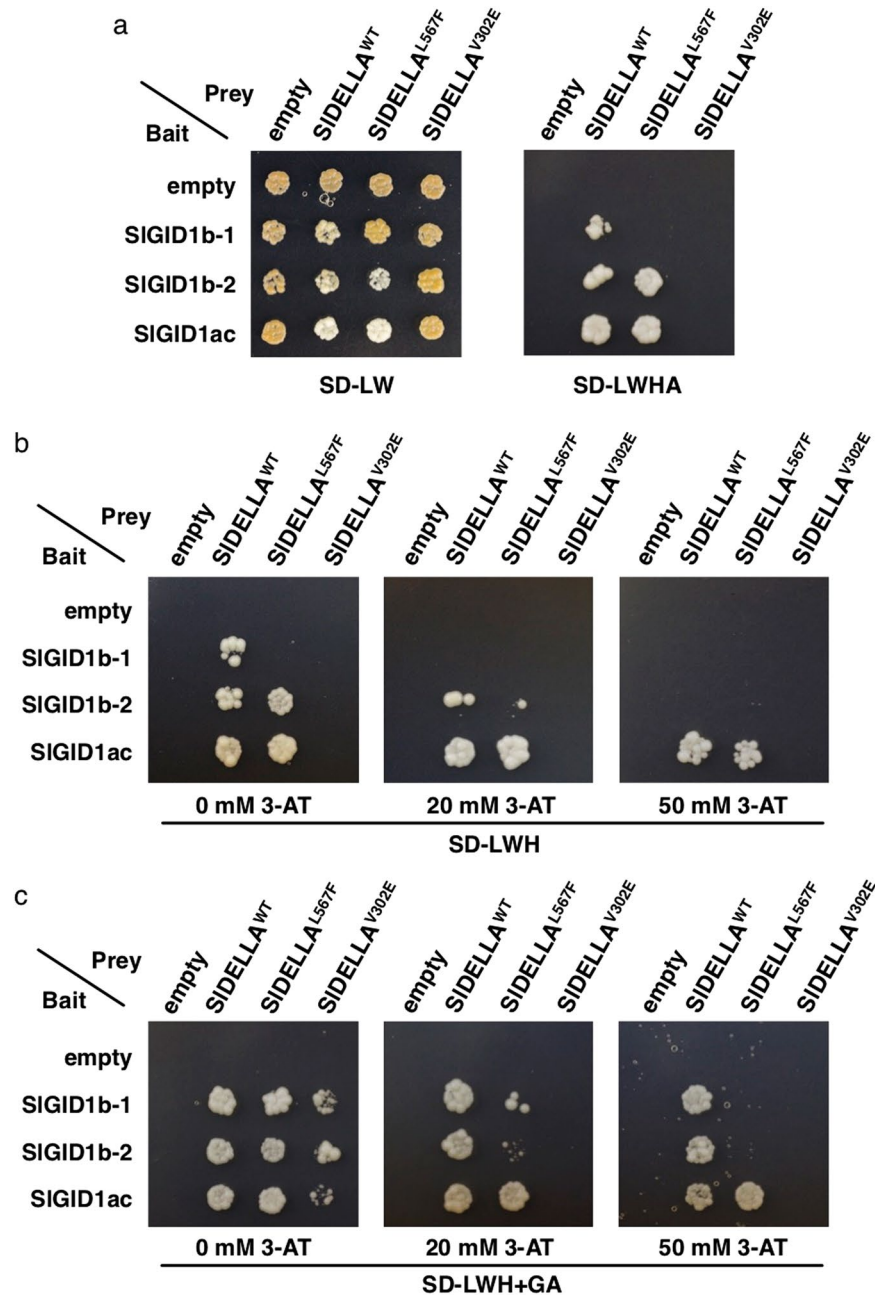 a
Prey
Bait
empty
SlDELLAWT
SlDELLAL567F
SlDELLAV302E
empty
SlDELLAWT
SlDELLAL567F
SlDELLAV302E
empty
SlGID1b-1
SlGID1b-2
SlGID1ac
SD-LW
SD-LWHA
b
Prey
Bait
empty
SlDELLAWT
SlDELLAL567F
SlDELLAV302E
empty
SlDELLAWT
SlDELLAL567F
SlDELLAV302E
empty
SlDELLAWT
SlDELLAL567F
SlDELLAV302E
empty
SlGID1b-1
SlGID1b-2
SlGID1ac
0 mM 3-AT
20 mM 3-AT
50 mM 3-AT
SD-LWH
c
Prey
Bait
empty
SlDELLAWT
SlDELLAL567F
SlDELLAV302E
empty
SlDELLAWT
SlDELLAL567F
SlDELLAV302E
empty
SlDELLAWT
SlDELLAL567F
SlDELLAV302E
empty
SlGID1b-1
SlGID1b-2
SlGID1ac
0 mM 3-AT
20 mM 3-AT
50 mM 3-AT
SD-LWH+GA